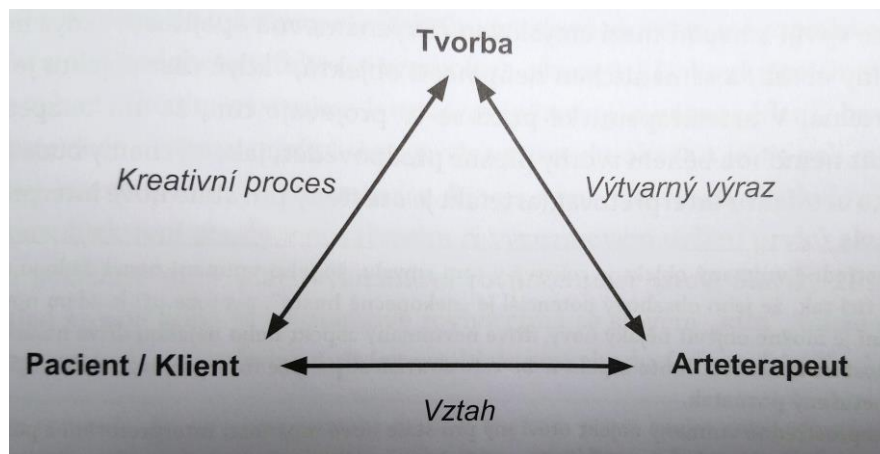 Tvorba
Kreativní proces
Výtvarný výraz
Pacient / Klient
Arteterapeut
Vztah